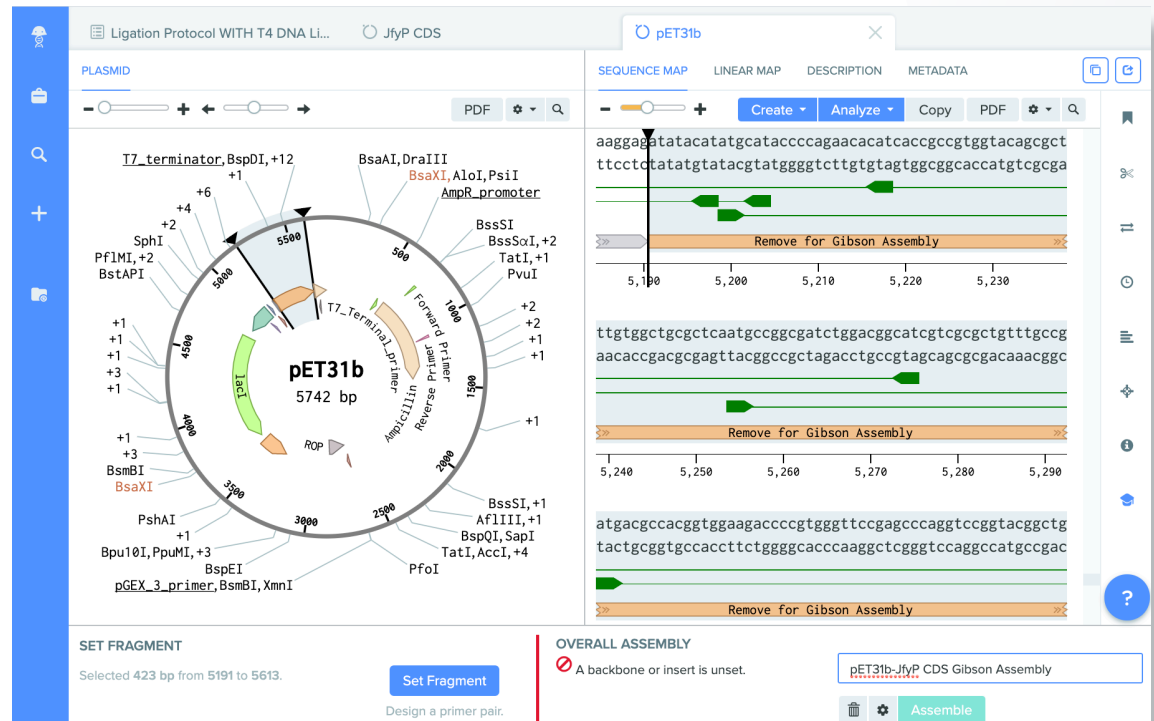 Ligation Protocol WITH T4 DNA Li...
JfyP CDS
pET31b
PLASMID
SEQUENCE MAP
LINEAR MAP
DESCRIPTION
METADATA
PDF
Create
Analyze
Copy
PDF
T7_terminator, BspDI, +12
+1
+6
+4
+2
SphI
PflMI, +2
BstAPI
+1
+1
+1
+3
+1
+1
+3
BsmBI
BsaXI
PshAI
+1
Bpu10I, PpuMI, +3
BspEI
pGEX_3_primer, BsmBI, XmnI
BsaAI, DraIII
BsaXI, AloI, PsiI
AmpR_promoter
BssSI
BssSαI, +2
TatI, +1
PvuI
+2
+2
+1
+1
+1
BssSI, +1
AflIII, +1
BspQI, SapI
TatI, AccI, +4
PfoI
500
1000
1500
2000
2500
3000
3500
4000
4500
5000
5500
T7_Terminal_primer
Forward Primer
Reverse Primer
Ampicillin
lacI
ROP
pET31b
5742 bp
aaggagatatacatatgcataccccagaacacatcaccgccgtggtacagcgct
ttcctctatatgtatacgtatggggtcttgtgtagtggcggcaccatgtcgcga
Remove for Gibson Assembly
5,190 5,200 5,210 5,220 5,230
ttgtggctgcgctcaatgccggcgatctggacggcatcgtcgcgctgtttgccg
aacaccgacgcgagttacggccgctagacctgccgtagcagcgcgacaaacggc
Remove for Gibson Assembly
5,240 5,250 5,260 5,270 5,280 5,290
atgacgccacggtggaagaccccgtgggttccgagcccaggtccggtacggctg
tactgcggtgccaccttctggggcacccaaggctcgggtccaggccatgccgac
Remove for Gibson Assembly
?
SET FRAGMENT
Selected 423 bp from 5191 to 5613.
Set Fragment
Design a primer pair.
OVERALL ASSEMBLY
A backbone or insert is unset.
pET31b-JfyP CDS Gibson Assembly
Assemble